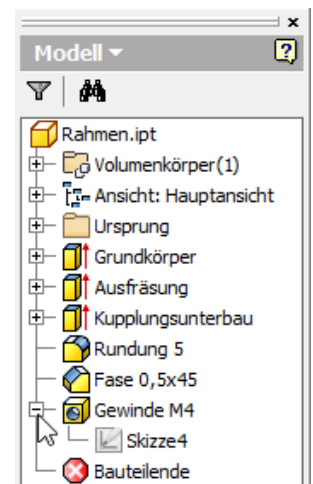 Modell
Rahmen.ipt
Volumenkörper(1)
Ansicht: Hauptansicht
Ursprung
Grundkörper
Ausfräsung
Kupplungsunterbau
Rundung 5
Fase 0,5x45
Gewinde M4
Skizze4
Bauteilende